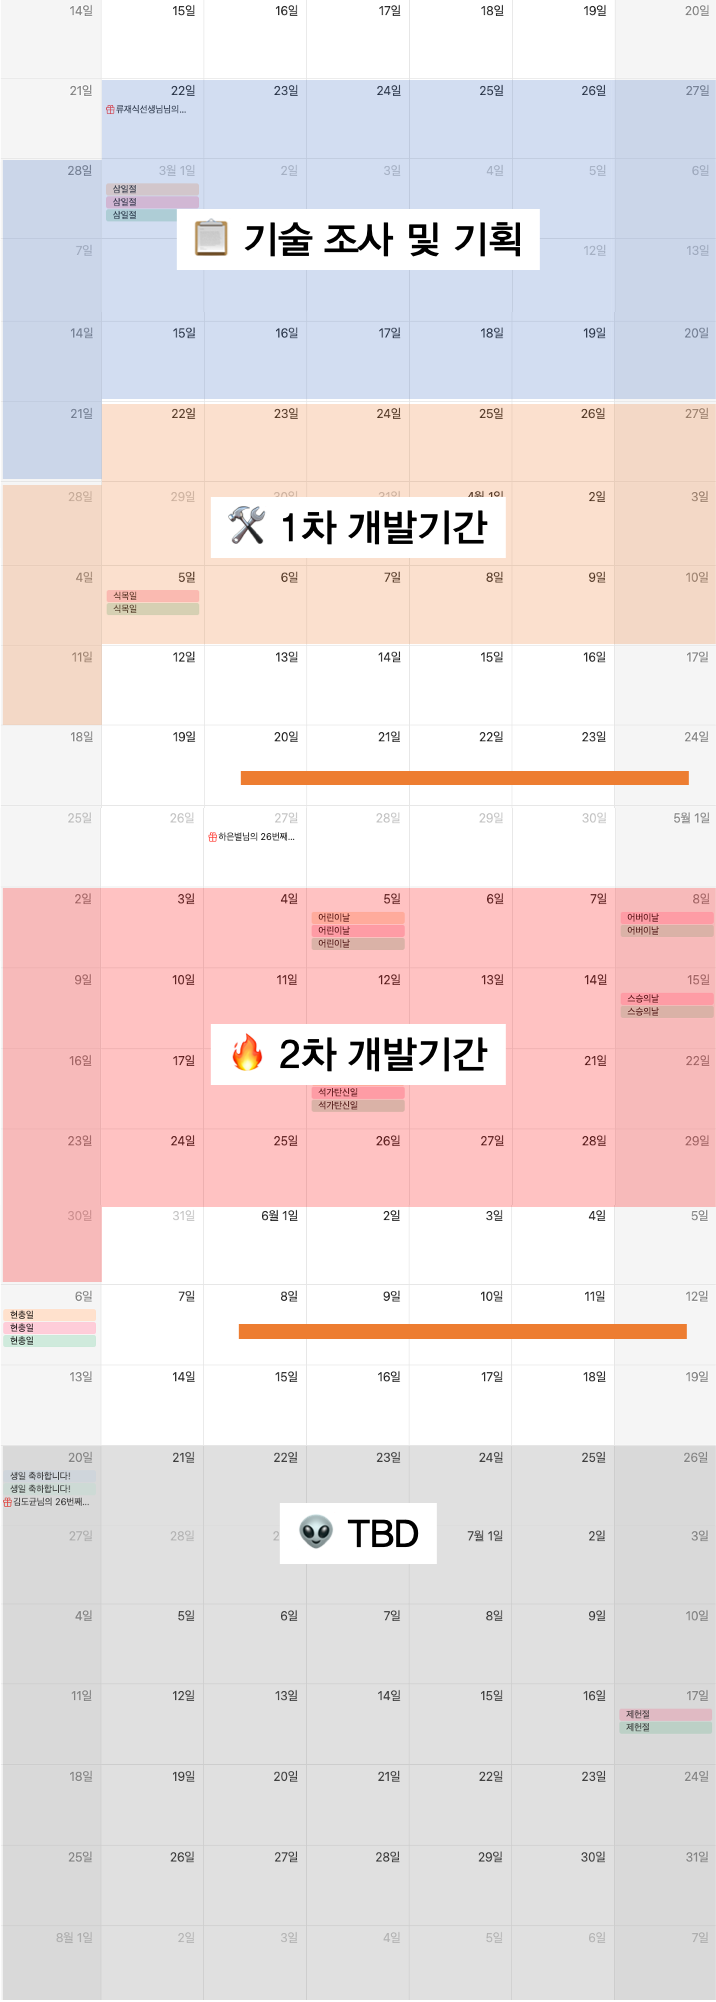 14일 15일 16일 17일 18일 19일 20일
21일 22일 23일 24일 25일 26일 27일
류재식선생님님의...
28일 3월 1일 2일 3일 4일 5일 6일
삼일절
삼일절
삼일절
📋 기술 조사 및 기획
7일 12일 13일
14일 15일 16일 17일 18일 19일 20일
21일 22일 23일 24일 25일 26일 27일
28일 29일 30일 31일 4월 1일 2일 3일
🛠 1차 개발기간
4일 5일 6일 7일 8일 9일 10일
식목일
식목일
11일 12일 13일 14일 15일 16일 17일
18일 19일 20일 21일 22일 23일 24일
25일 26일 27일 28일 29일 30일 5월 1일
하은별님의 26번째...
2일 3일 4일 5일 6일 7일 8일
어린이날 어버이날
어린이날 어버이날
어린이날
9일 10일 11일 12일 13일 14일 15일
스승의날
스승의날
🔥 2차 개발기간
16일 17일 21일 22일
석가탄신일
석가탄신일
23일 24일 25일 26일 27일 28일 29일
30일 31일 6월 1일 2일 3일 4일 5일
6일 7일 8일 9일 10일 11일 12일
현충일
현충일
현충일
13일 14일 15일 16일 17일 18일 19일
20일 21일 22일 23일 24일 25일 26일
생일 축하합니다!
생일 축하합니다!
김도균님의 26번째...
👽 TBD
27일 28일 7월 1일 2일 3일
4일 5일 6일 7일 8일 9일 10일
11일 12일 13일 14일 15일 16일 17일
제헌절
제헌절
18일 19일 20일 21일 22일 23일 24일
25일 26일 27일 28일 29일 30일 31일
8월 1일 2일 3일 4일 5일 6일 7일